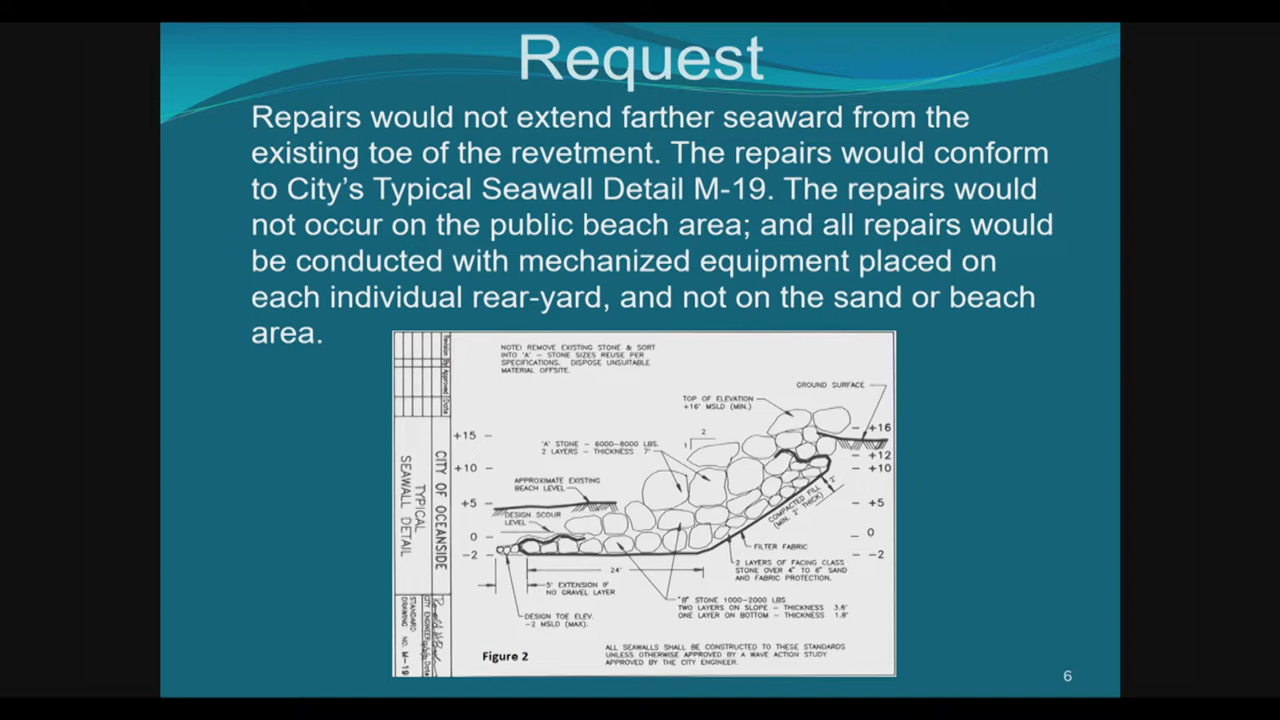 Request
Repairs would not extend farther seaward from the
existing toe of the revetment. The repairs would conform
to City's Typical Seawall Detail M-19. The repairs would
not occur on the public beach area; and all repairs would
be conducted with mechanized equipment placed on
each individual rear-yard, and not on the sand or beach
area.
NOTE: REMOVE EXISTING STONE & SORT
INTO 'A' - STONE SIZES REUSE PER
SPECIFICATIONS. DISPOSE UNSUITABLE
MATERIAL OFFSITE.
GROUND SURFACE
TOP OF ELEVATION
+16' MSLD (MIN.)
2
1
'A' STONE - 6000-8000 LBS.
2 LAYERS - THICKNESS 7'
+15
+10
+5
0
-2
+16
+12
+10
+5
0
-2
APPROXIMATE EXISTING
BEACH LEVEL
DESIGN SCOUR
LEVEL
2'
COMPACTED FILL
(MIN. 2' THICK)
FILTER FABRIC
2 LAYERS OF FACING CLASS
STONE OVER 4" TO 6" SAND
AND FABRIC PROTECTION.
24'
5' EXTENSION IF
NO GRAVEL LAYER
"B" STONE 1000-2000 LBS
TWO LAYERS ON SLOPE - THICKNESS 3.6'
ONE LAYER ON BOTTOM - THICKNESS 1.8'
DESIGN TOE ELEV.
-2 MSLD (MAX).
ALL SEAWALLS SHALL BE CONSTRUCTED TO THESE STANDARDS
UNLESS OTHERWISE APPROVED BY A WAVE ACTION STUDY
APPROVED BY THE CITY ENGINEER.
Figure 2
Revision By Approved Date
CITY OF OCEANSIDE
TYPICAL
SEAWALL DETAIL
CITY ENGINEER Date
STANDARD
DRAWING NO. M-19
6